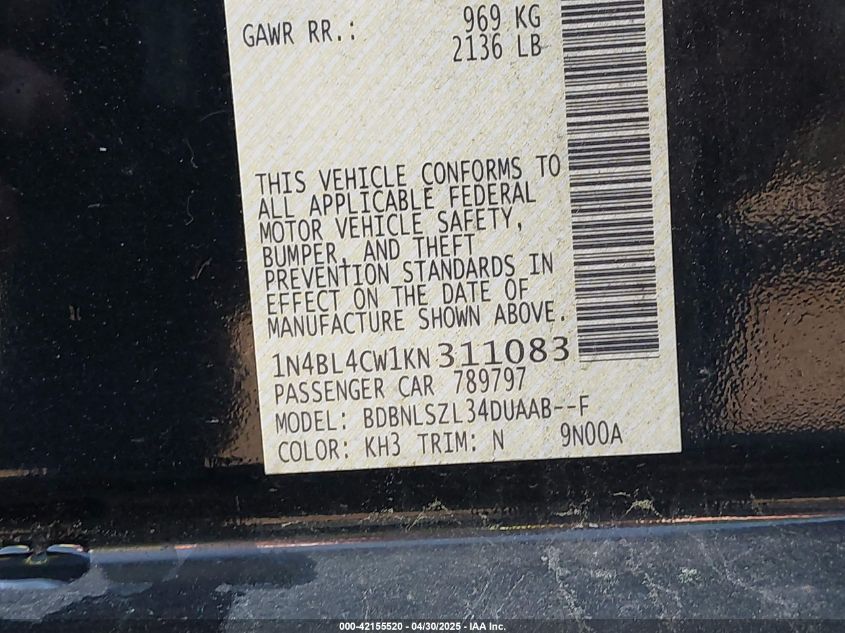 GAWR RR.: 969 KG
2136 LB
THIS VEHICLE CONFORMS TO
ALL APPLICABLE FEDERAL
MOTOR VEHICLE SAFETY,
BUMPER, AND THEFT
PREVENTION STANDARDS IN
EFFECT ON THE DATE OF
MANUFACTURE SHOWN ABOVE.
1N4BL4CW1KN311083
PASSENGER CAR 789797
MODEL: BDBNLSZL34DUAAB--F
COLOR: KH3 TRIM: N 9N00A
000-42155520 - 04/30/2025 - IAA Inc.